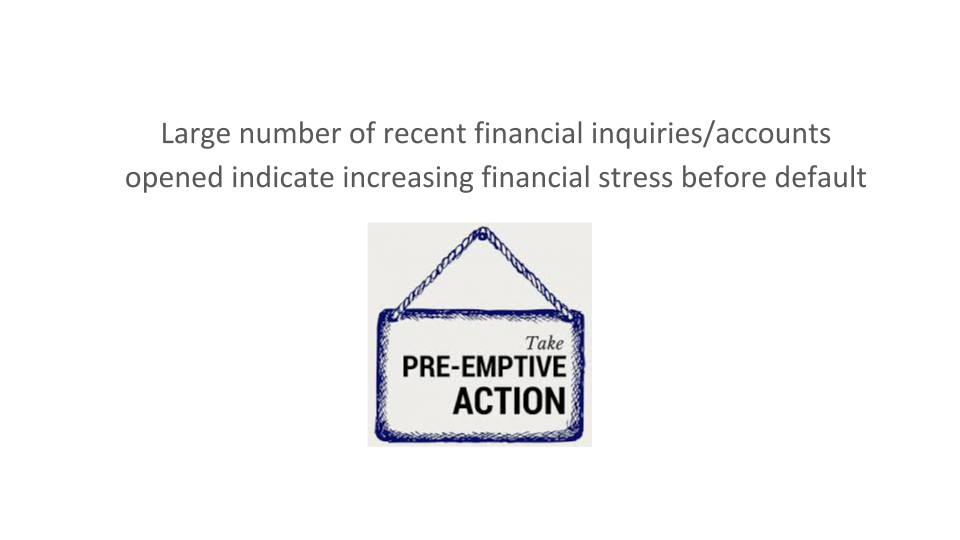 Large number of recent financial inquiries/accounts
opened indicate increasing financial stress before default
Take
PRE-EMPTIVE
ACTION